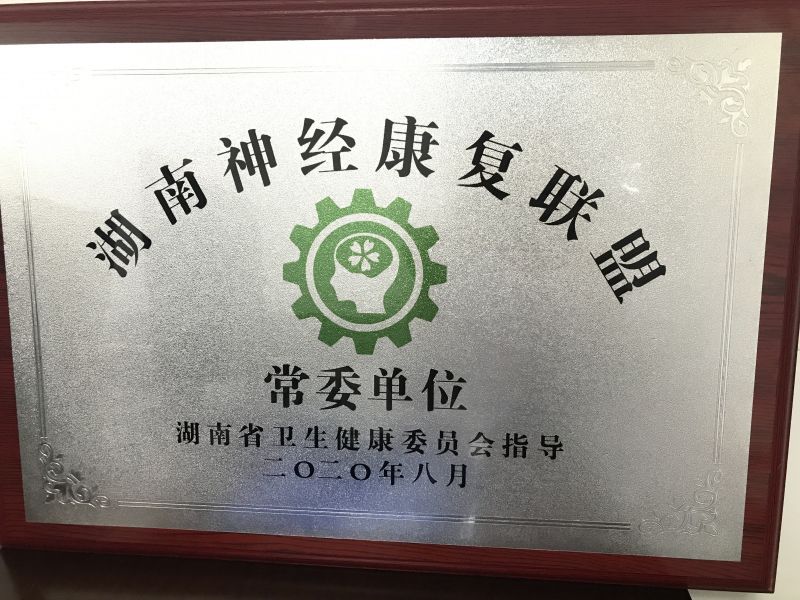 湖南神经康复联盟
常委单位
湖南省卫生健康委员会指导
二〇二〇年八月